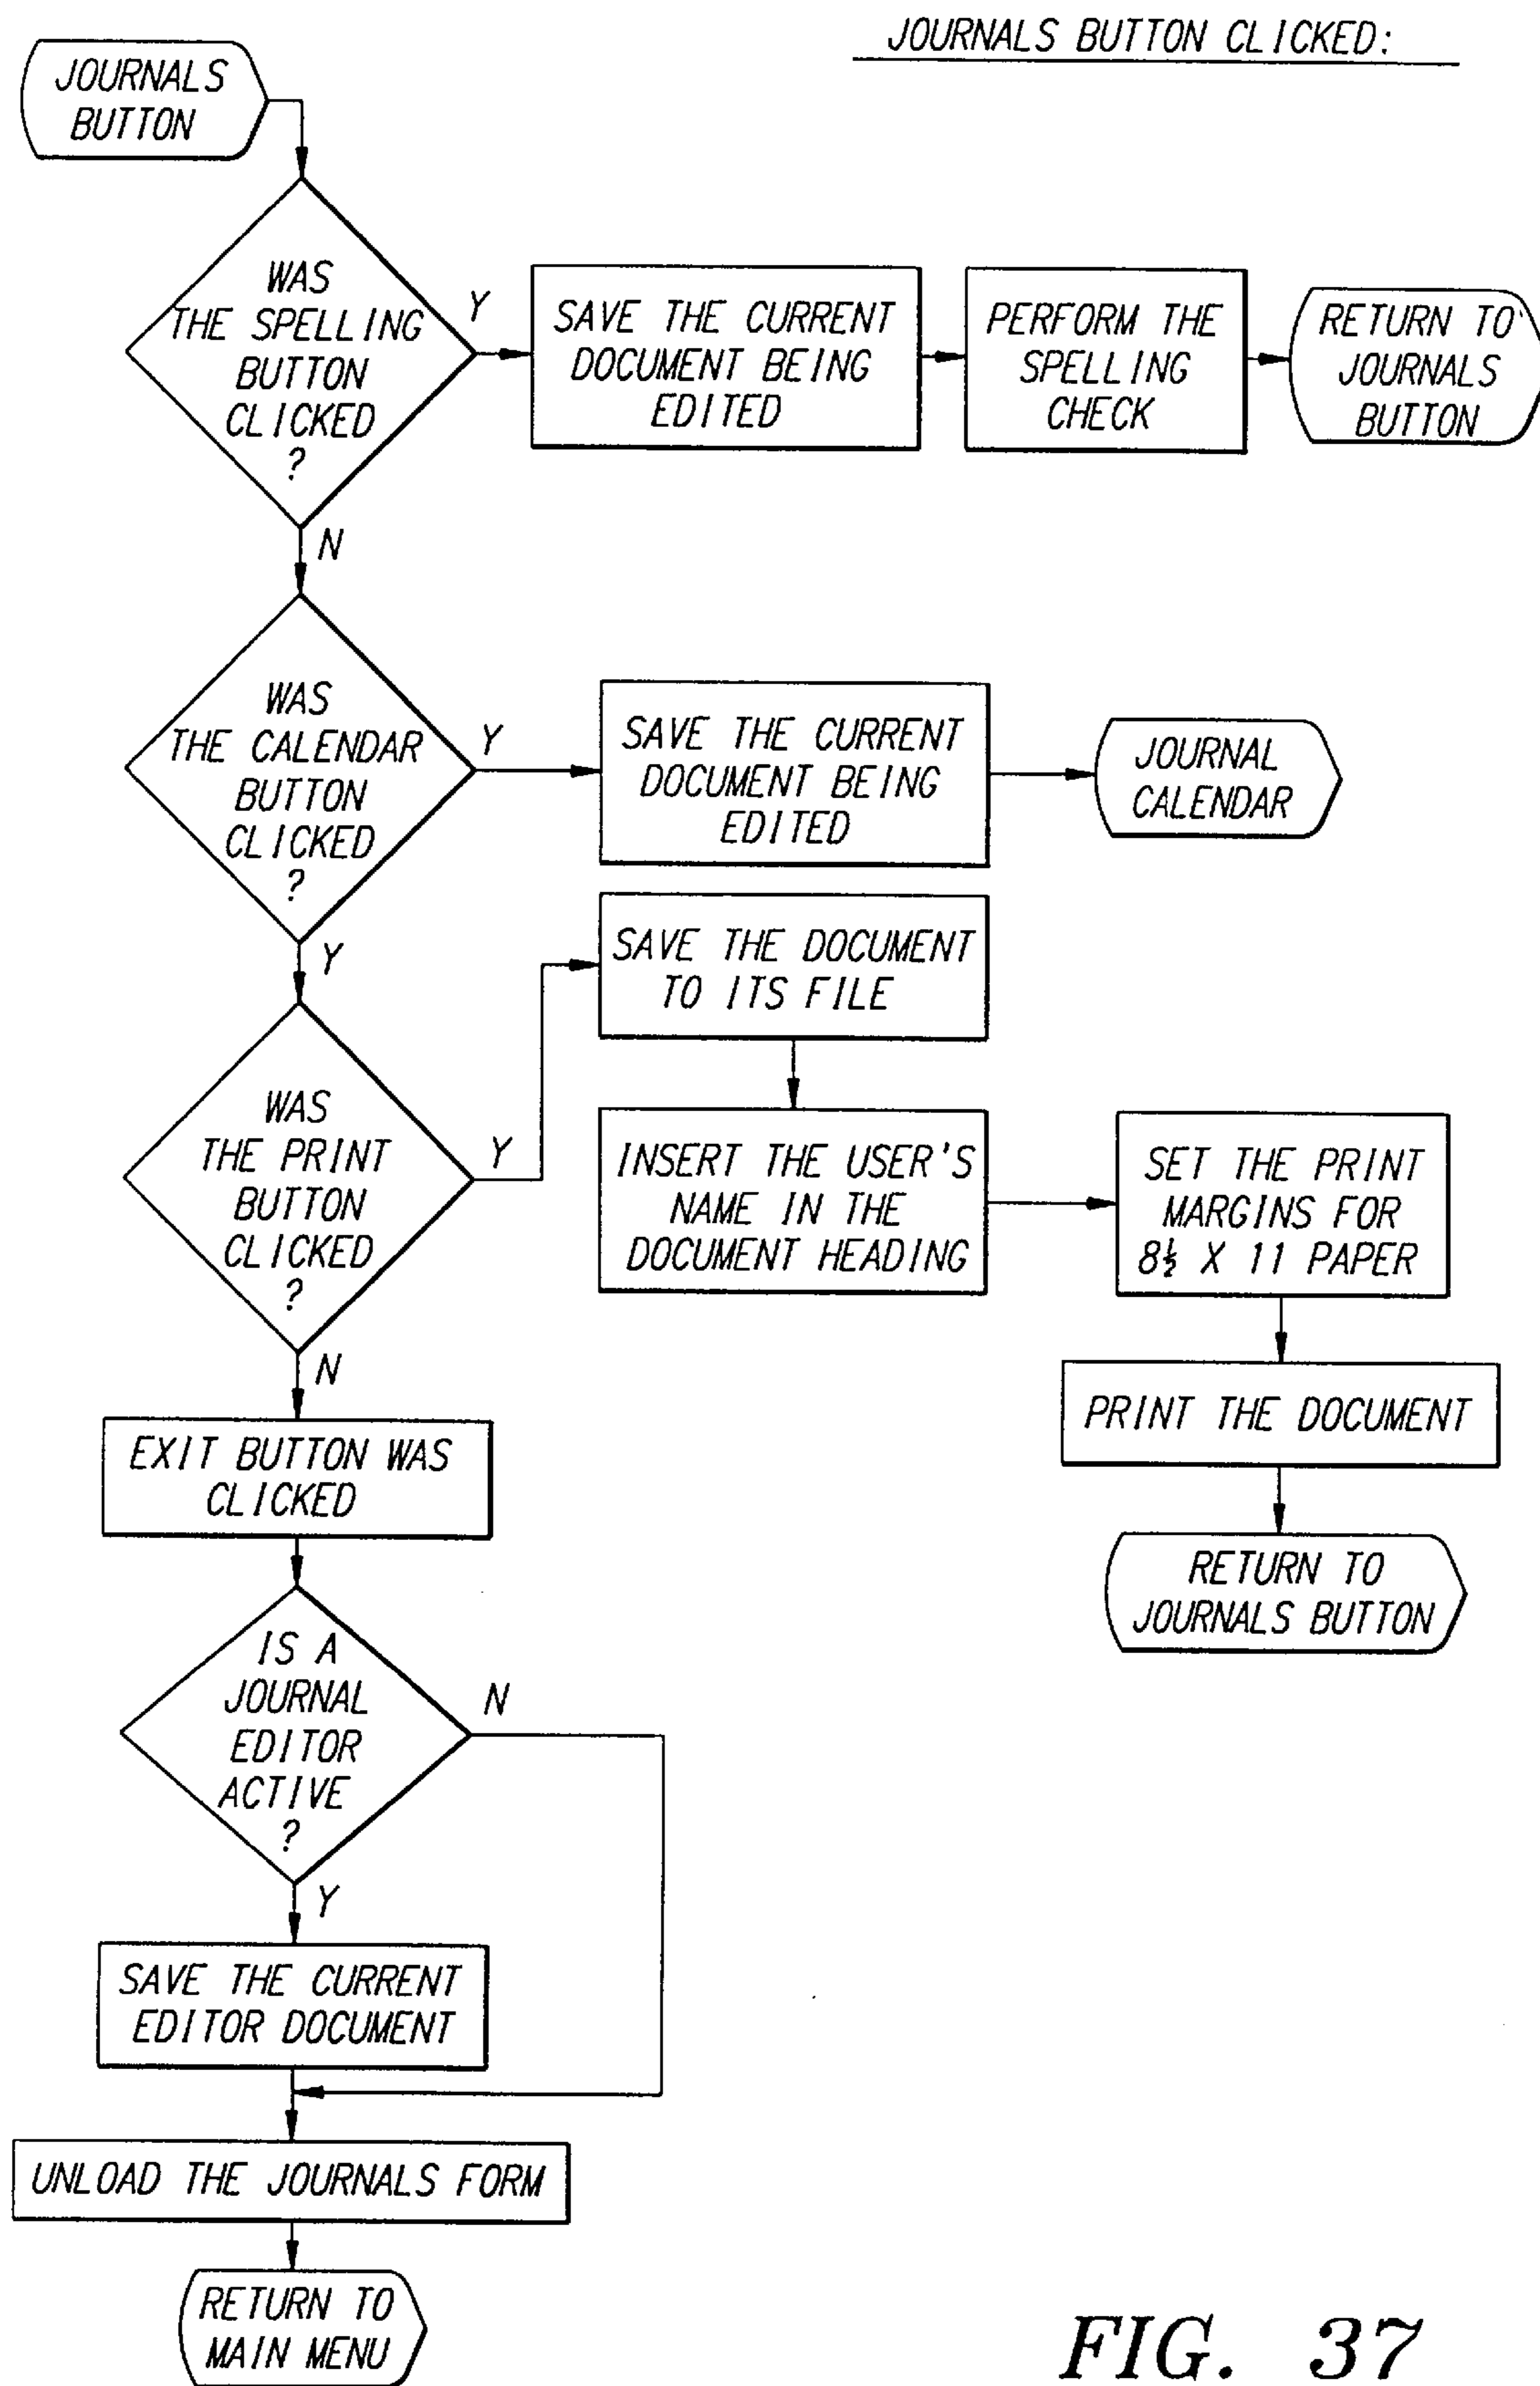 JOURNALS BUTTON CLICKED:
JOURNALS
BUTTON
WAS
THE SPELLING
BUTTON
CLICKED
?
Y
SAVE THE CURRENT
DOCUMENT BEING
EDITED
PERFORM THE
SPELLING
CHECK
RETURN TO
JOURNALS
BUTTON
N
WAS
THE CALENDAR
BUTTON
CLICKED
?
Y
SAVE THE CURRENT
DOCUMENT BEING
EDITED
JOURNAL
CALENDAR
Y
SAVE THE DOCUMENT
TO ITS FILE
WAS
THE PRINT
BUTTON
CLICKED
?
Y
INSERT THE USER'S
NAME IN THE
DOCUMENT HEADING
SET THE PRINT
MARGINS FOR
8½ X 11 PAPER
PRINT THE DOCUMENT
RETURN TO
JOURNALS BUTTON
N
EXIT BUTTON WAS
CLICKED
IS A
JOURNAL
EDITOR
ACTIVE
?
N
Y
SAVE THE CURRENT
EDITOR DOCUMENT
UNLOAD THE JOURNALS FORM
RETURN TO
MAIN MENU
FIG. 37